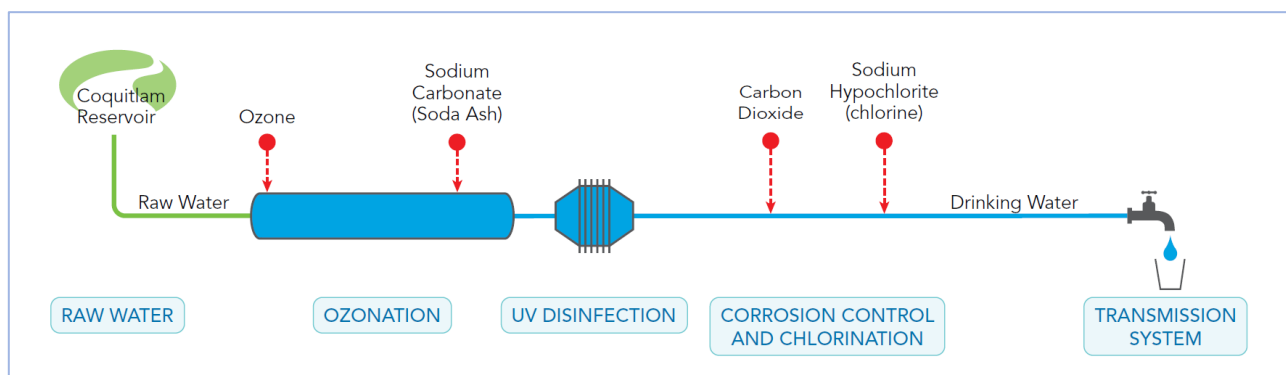 Coquitlam
Reservoir
Raw Water
Ozone
Sodium
Carbonate
(Soda Ash)
Carbon
Dioxide
Sodium
Hypochlorite
(chlorine)
Drinking Water
RAW WATER
OZONATION
UV DISINFECTION
CORROSION CONTROL
AND CHLORINATION
TRANSMISSION
SYSTEM